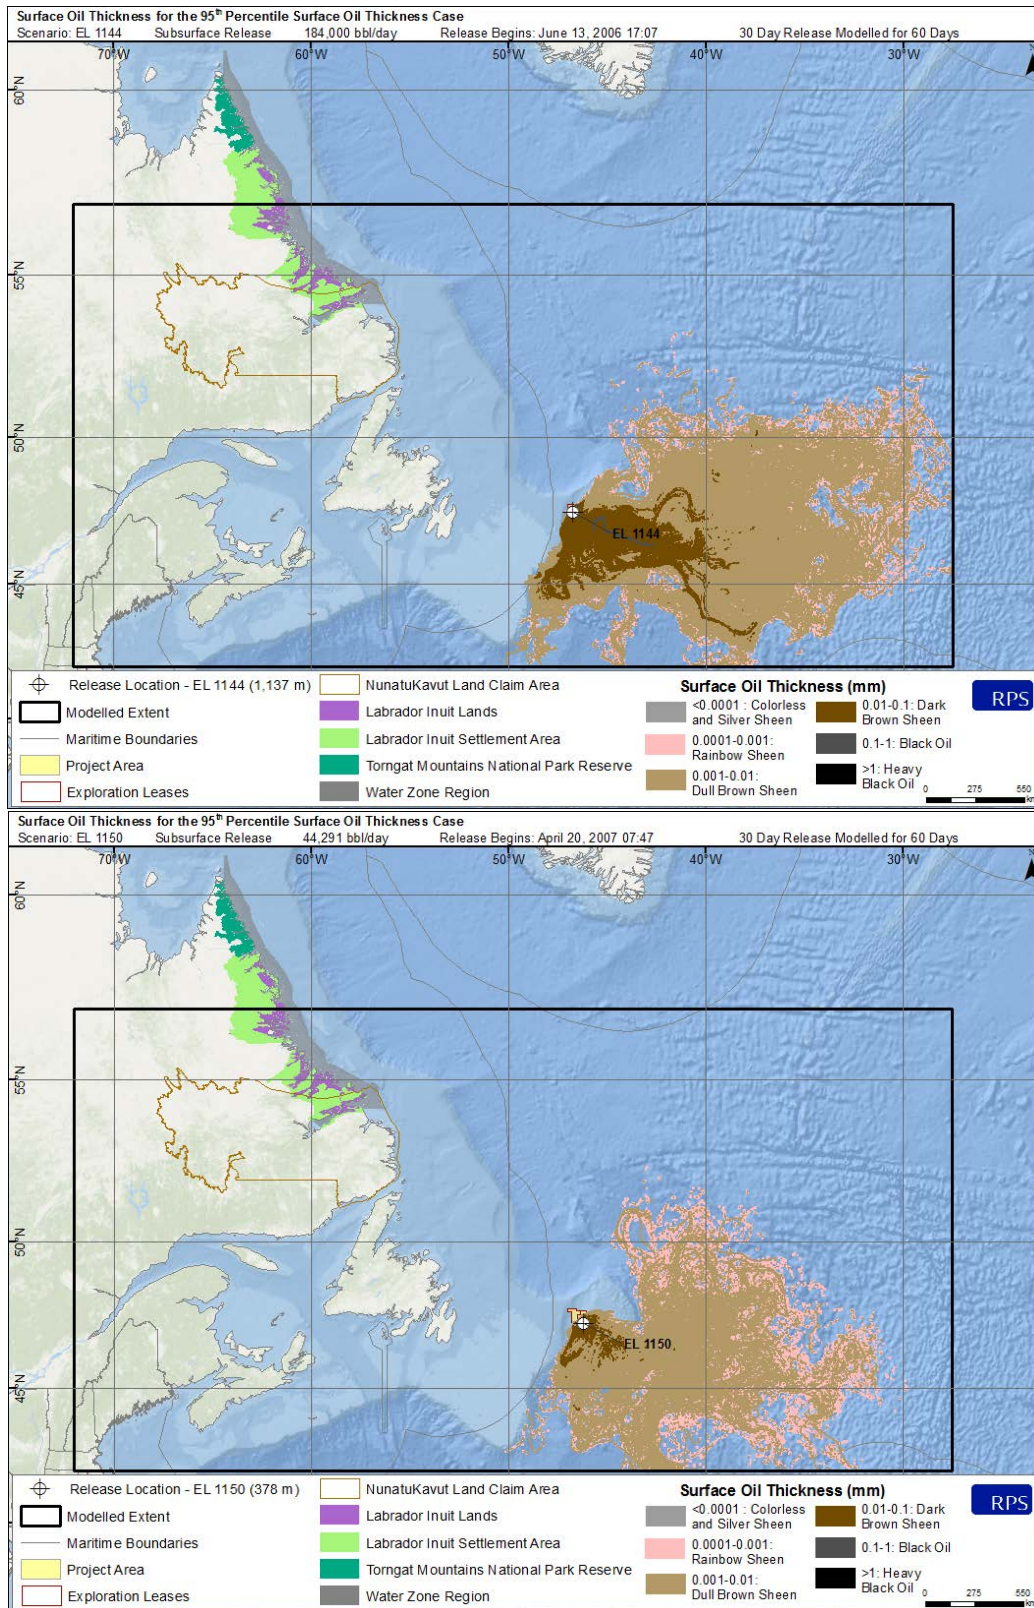 Surface Oil Thickness for the 95th Percentile Surface Oil Thickness Case
Scenario: EL 1144 Subsurface Release 184,000 bbl/day Release Begins: June 13, 2006 17:07 30 Day Release Modelled for 60 Days
70°W 60°W 50°W 40°W 30°W
60°N
55°N
50°N
45°N
EL 1144
Release Location - EL 1144 (1,137 m)
Modelled Extent
Maritime Boundaries
Project Area
Exploration Leases
NunatuKavut Land Claim Area
Labrador Inuit Lands
Labrador Inuit Settlement Area
Torngat Mountains National Park Reserve
Water Zone Region
Surface Oil Thickness (mm)
<0.0001 : Colorless
and Silver Sheen
0.0001-0.001:
Rainbow Sheen
0.001-0.01:
Dull Brown Sheen
0.01-0.1: Dark
Brown Sheen
0.1-1: Black Oil
>1: Heavy
Black Oil
RPS
0 275 550
km
Surface Oil Thickness for the 95th Percentile Surface Oil Thickness Case
Scenario: EL 1150 Subsurface Release 44,291 bbl/day Release Begins: April 20, 2007 07:47 30 Day Release Modelled for 60 Days
70°W 60°W 50°W 40°W 30°W
60°N
55°N
50°N
45°N
EL 1150
Release Location - EL 1150 (378 m)
Modelled Extent
Maritime Boundaries
Project Area
Exploration Leases
NunatuKavut Land Claim Area
Labrador Inuit Lands
Labrador Inuit Settlement Area
Torngat Mountains National Park Reserve
Water Zone Region
Surface Oil Thickness (mm)
<0.0001 : Colorless
and Silver Sheen
0.0001-0.001:
Rainbow Sheen
0.001-0.01:
Dull Brown Sheen
0.01-0.1: Dark
Brown Sheen
0.1-1: Black Oil
>1: Heavy
Black Oil
RPS
0 275 550
km